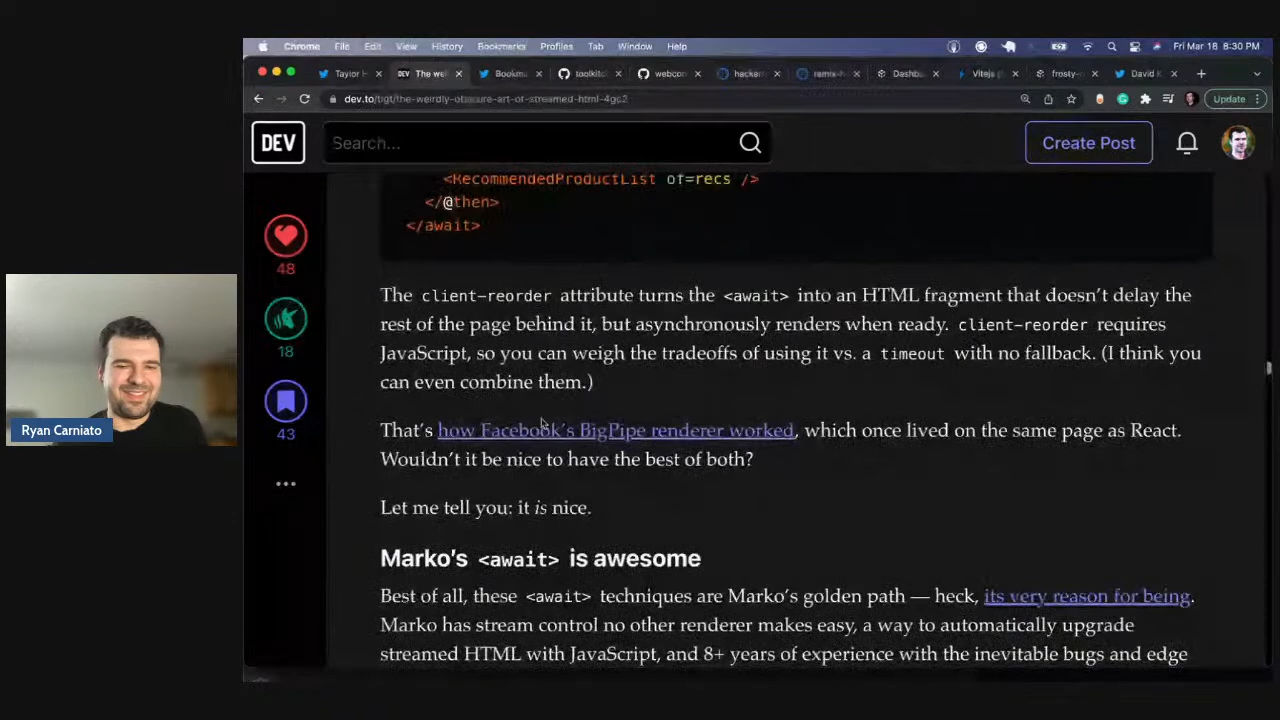 Chrome File Edit View History Bookmarks Profiles Tab Window Help Fri Mar 18 8:30 PM
Taylor H DEV The wei Bookm toolkit webcon hacker remix-h Dashb Vitejs frosty-n David K
dev.to/tigt/the-weirdly-obscure-art-of-streamed-html-4gc2 Update
DEV Search... Create Post
<RecommendedProductList of=recs />
</@then>
</await>
48
The client-reorder attribute turns the <await> into an HTML fragment that doesn’t delay the
rest of the page behind it, but asynchronously renders when ready. client-reorder requires
18
JavaScript, so you can weigh the tradeoffs of using it vs. a timeout with no fallback. (I think you
can even combine them.)
43
That’s how Facebook’s BigPipe renderer worked, which once lived on the same page as React.
Wouldn’t it be nice to have the best of both?
Let me tell you: it is nice.
Marko’s <await> is awesome
Best of all, these <await> techniques are Marko’s golden path — heck, its very reason for being.
Marko has stream control no other renderer makes easy, a way to automatically upgrade
streamed HTML with JavaScript, and 8+ years of experience with the inevitable bugs and edge
Ryan Carniato